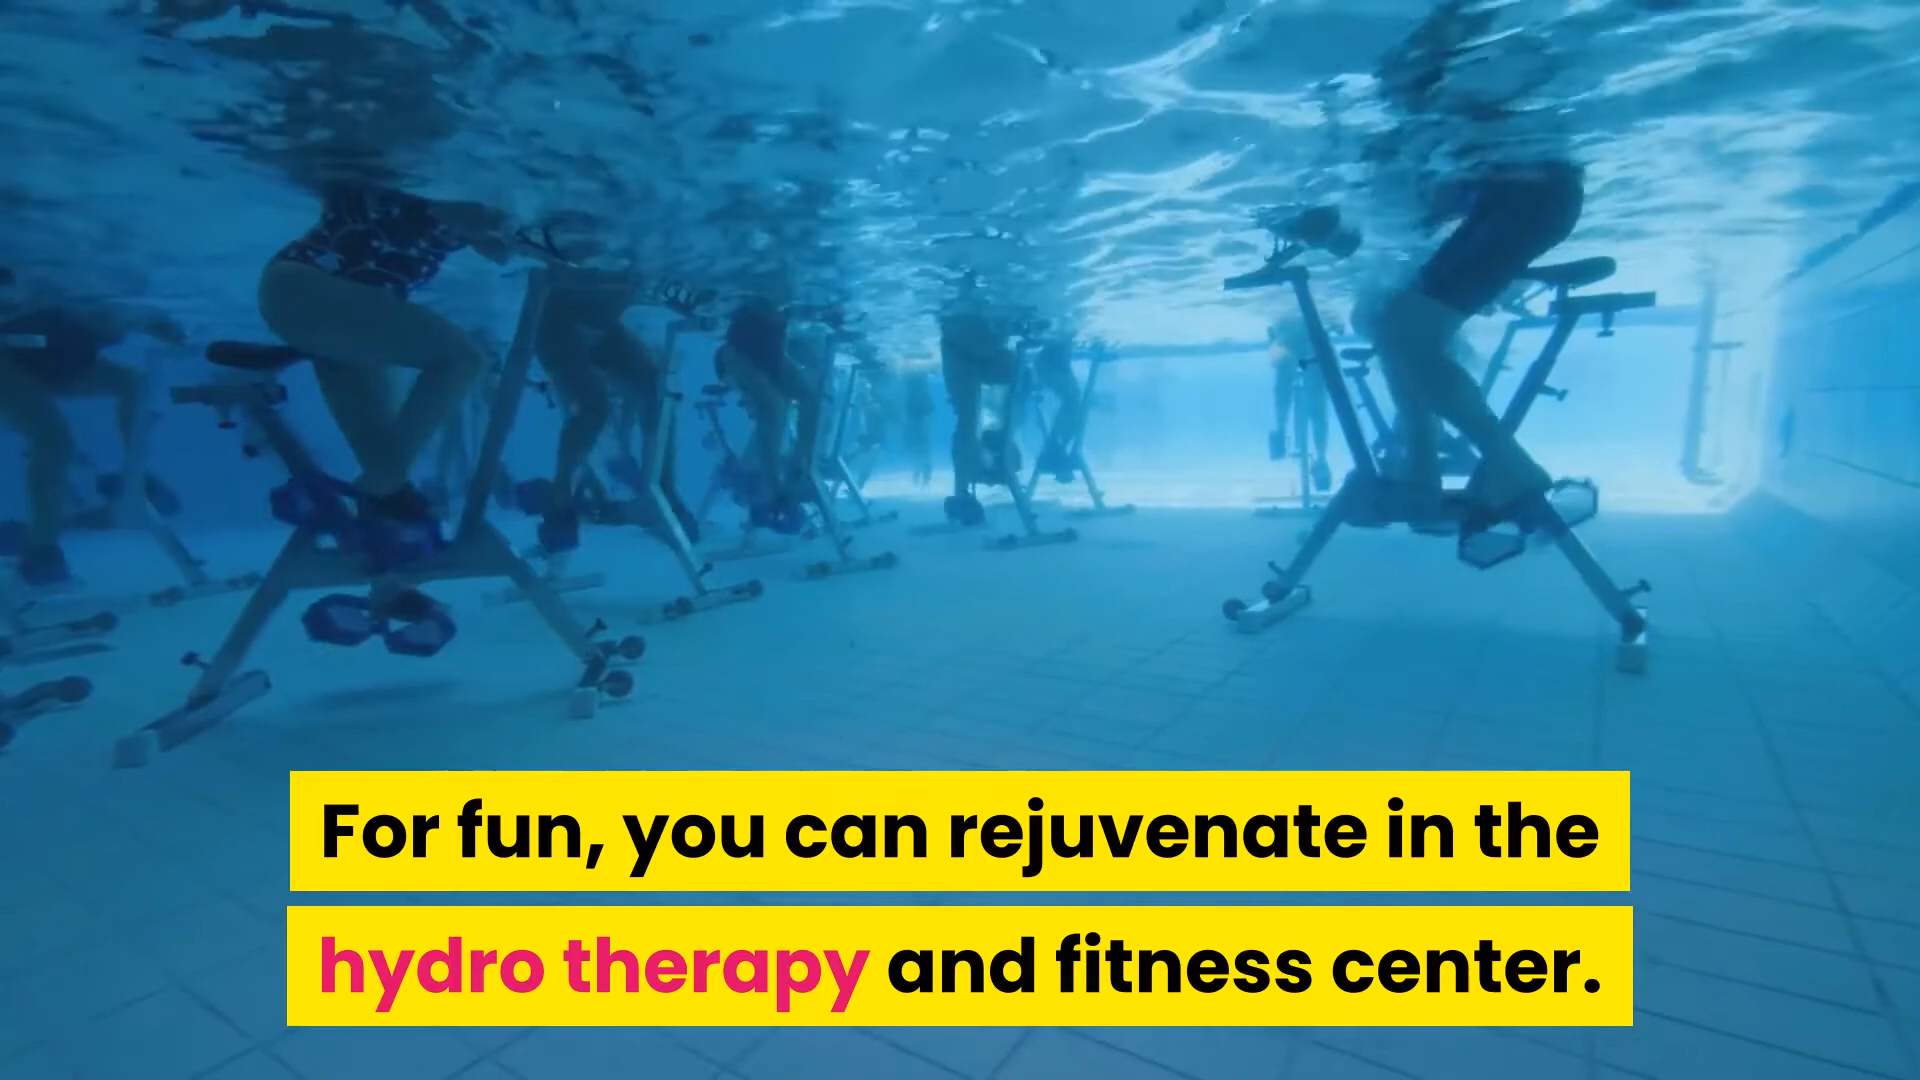 For fun, you can rejuvenate in the
hydro therapy and fitness center.